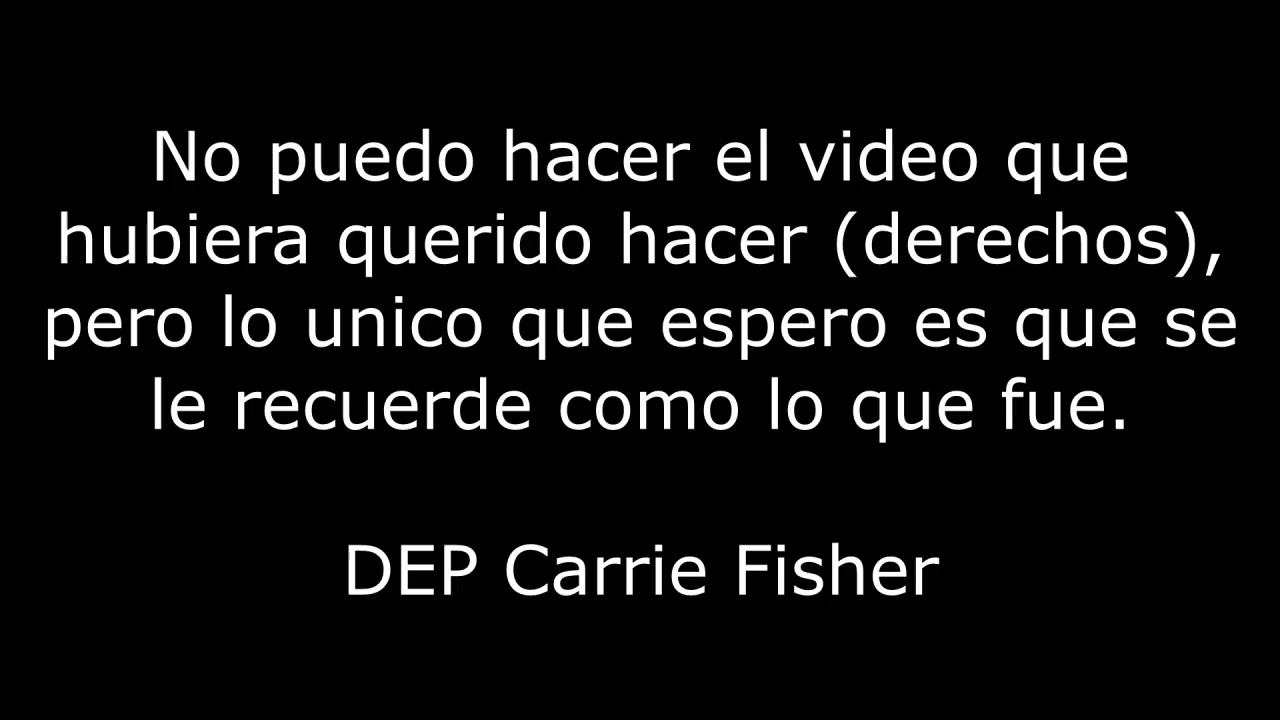 No puedo hacer el video que
hubiera querido hacer (derechos),
pero lo unico que espero es que se
le recuerde como lo que fue.
DEP Carrie Fisher